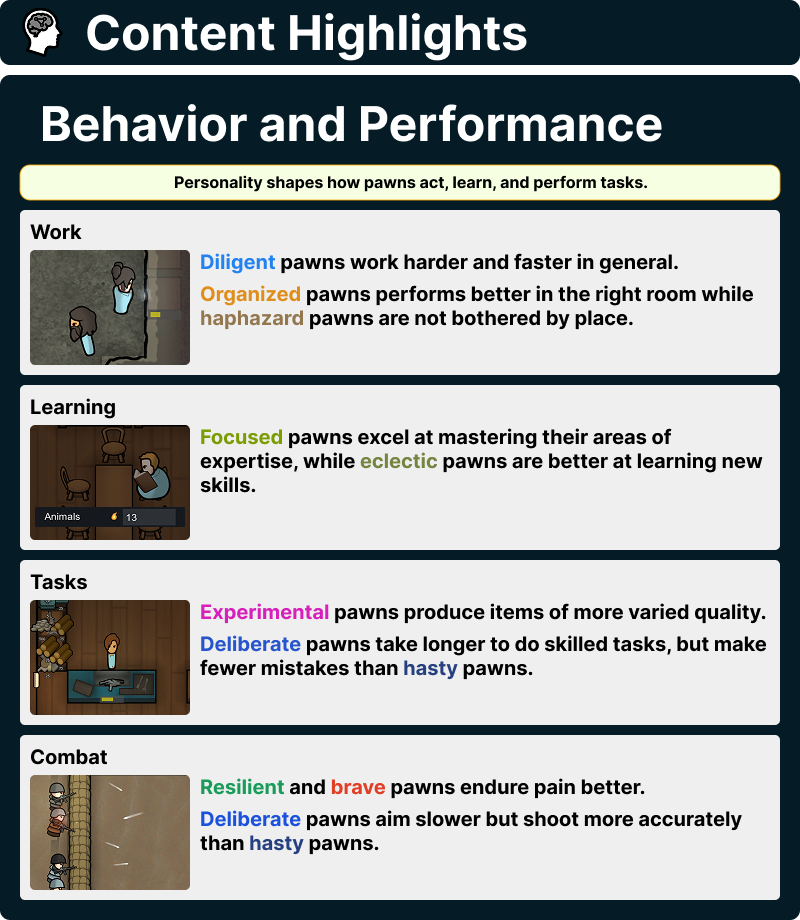 Content Highlights
Behavior and Performance
Personality shapes how pawns act, learn, and perform tasks.
Work
Diligent pawns work harder and faster in general.
Organized pawns performs better in the right room while
haphazard pawns are not bothered by place.
Learning
Focused pawns excel at mastering their areas of
expertise, while eclectic pawns are better at learning new
skills.
Animals 13
Tasks
Experimental pawns produce items of more varied quality.
Deliberate pawns take longer to do skilled tasks, but make
fewer mistakes than hasty pawns.
Combat
Resilient and brave pawns endure pain better.
Deliberate pawns aim slower but shoot more accurately
than hasty pawns.